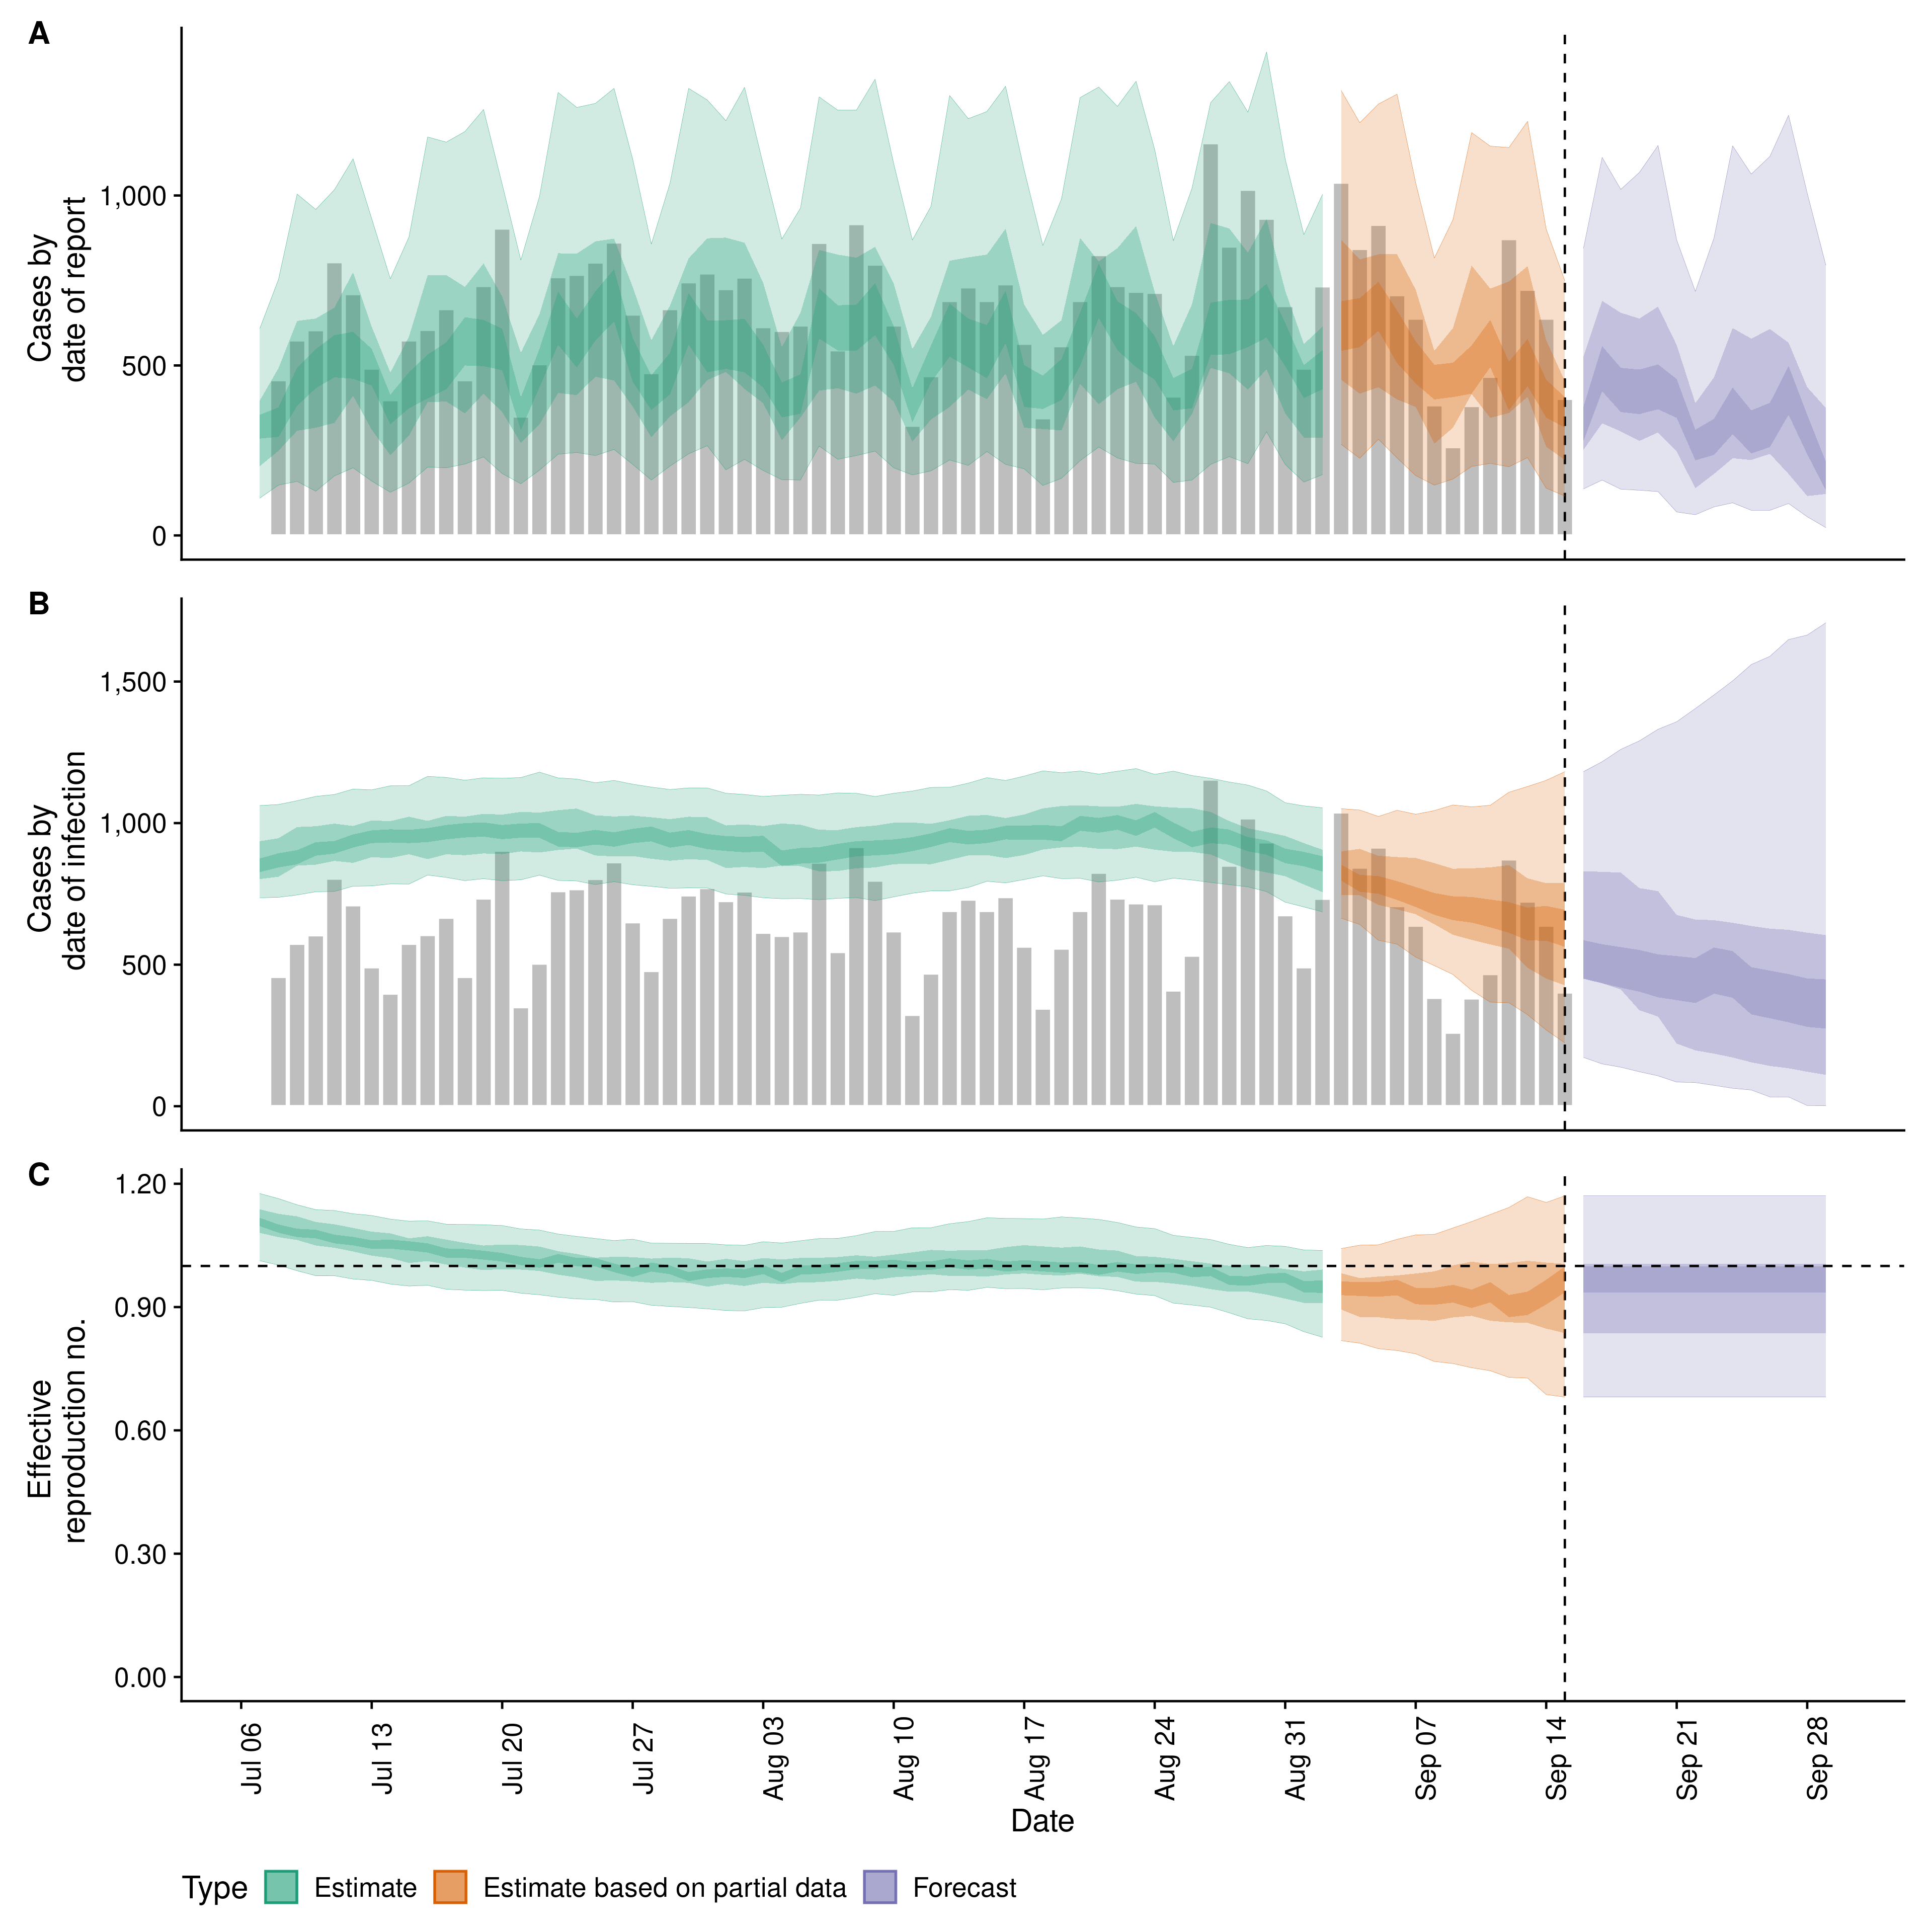 A
Cases by
date of report
1,000
500
0
B
Cases by
date of infection
1,500
1,000
500
0
C
Effective
reproduction no.
1.20
0.90
0.60
0.30
0.00
Jul 06
Jul 13
Jul 20
Jul 27
Aug 03
Aug 10
Aug 17
Aug 24
Aug 31
Sep 07
Sep 14
Sep 21
Sep 28
Date
Type Estimate Estimate based on partial data Forecast